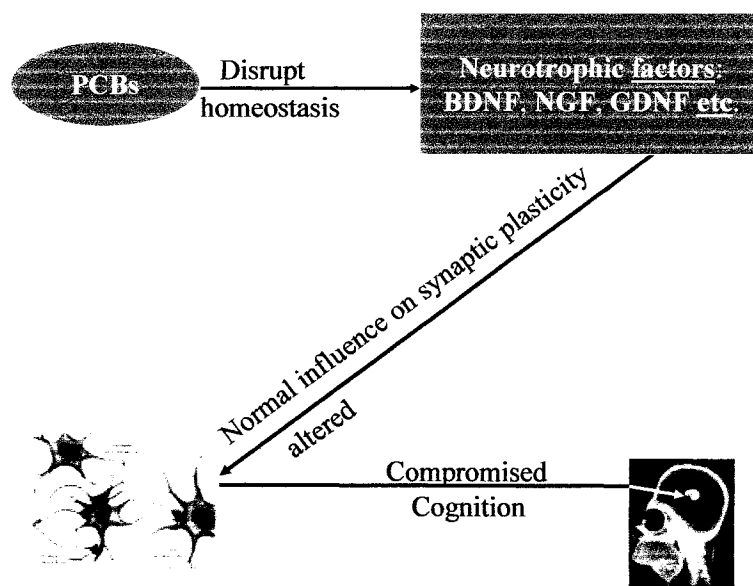 PCBs
Disrupt
homeostasis
Neurotrophic factors:
BDNF, NGF, GDNF etc.
Normal influence on synaptic plasticity
altered
Compromised
Cognition